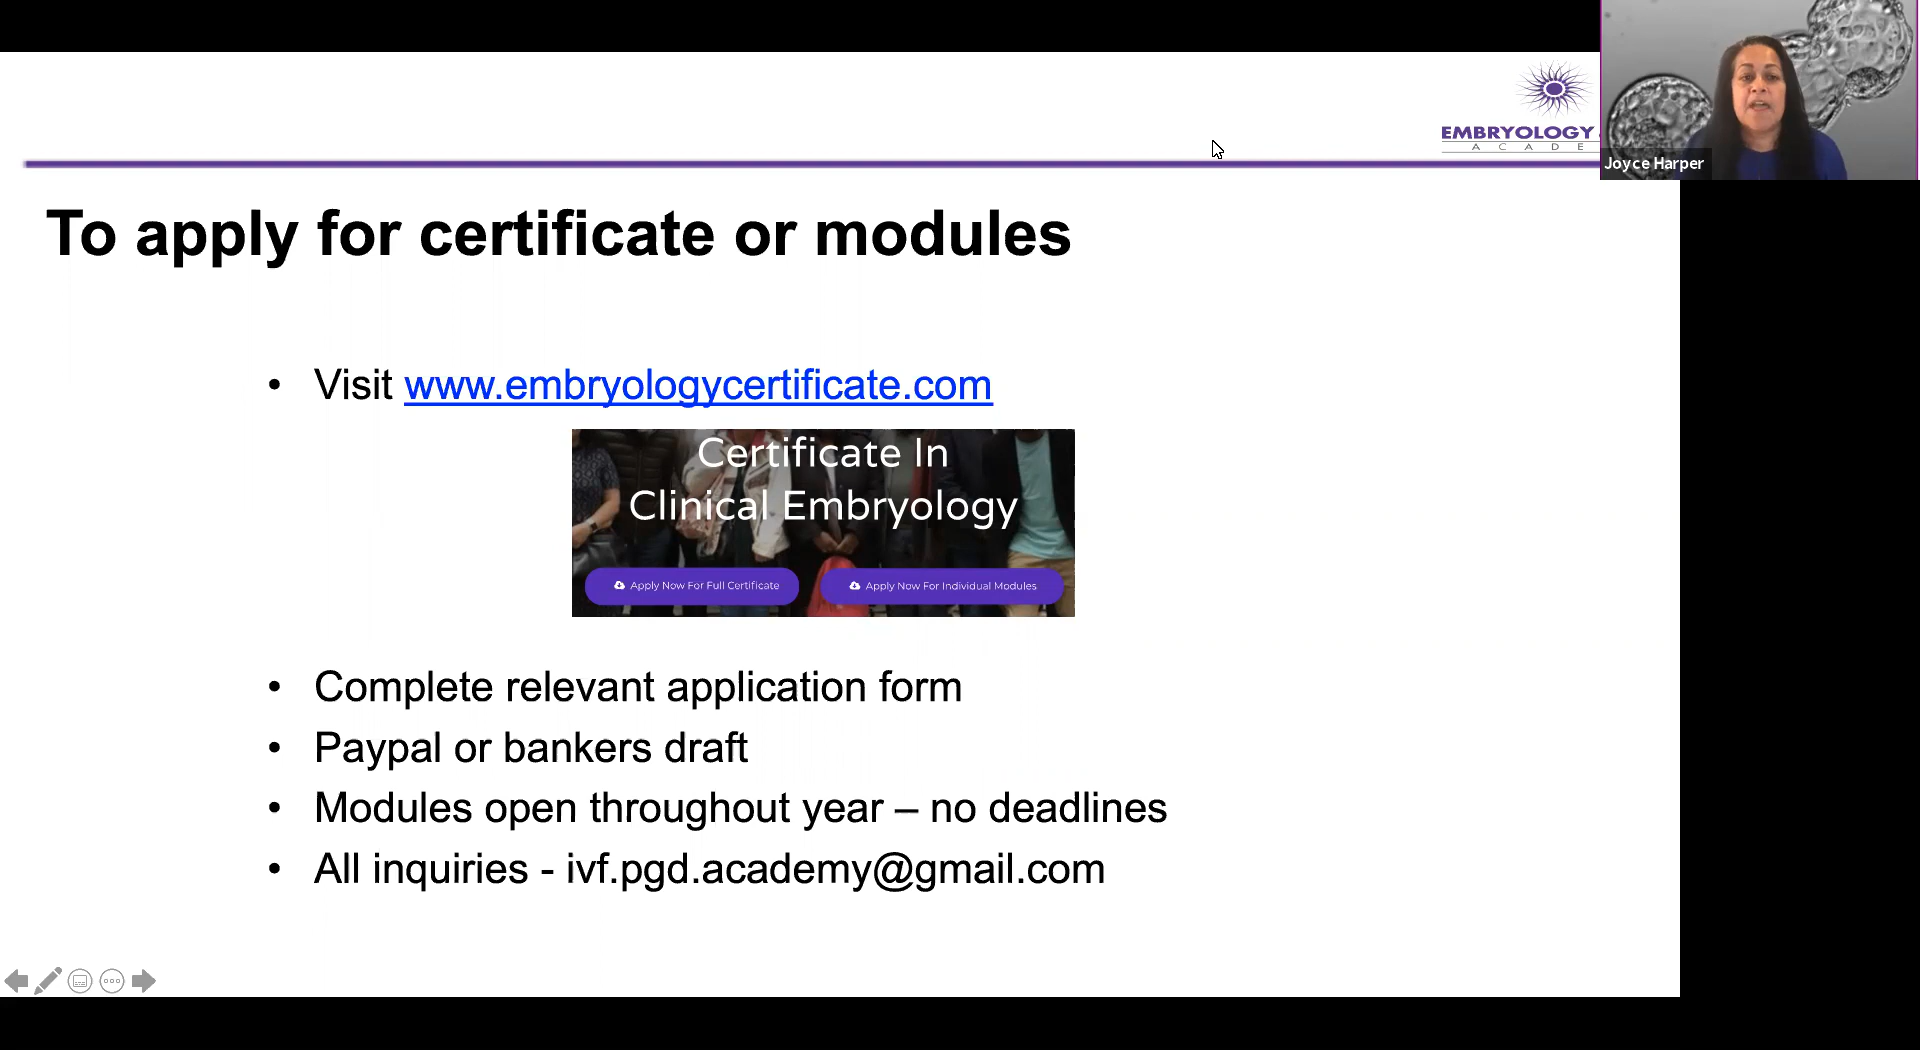 EMBRYOLOGY
ACADE
Joyce Harper
To apply for certificate or modules
• Visit www.embryologycertificate.com
Certificate In
Clinical Embryology
Apply Now For Full Certificate
Apply Now For Individual Modules
• Complete relevant application form
• Paypal or bankers draft
• Modules open throughout year – no deadlines
• All inquiries - ivf.pgd.academy@gmail.com